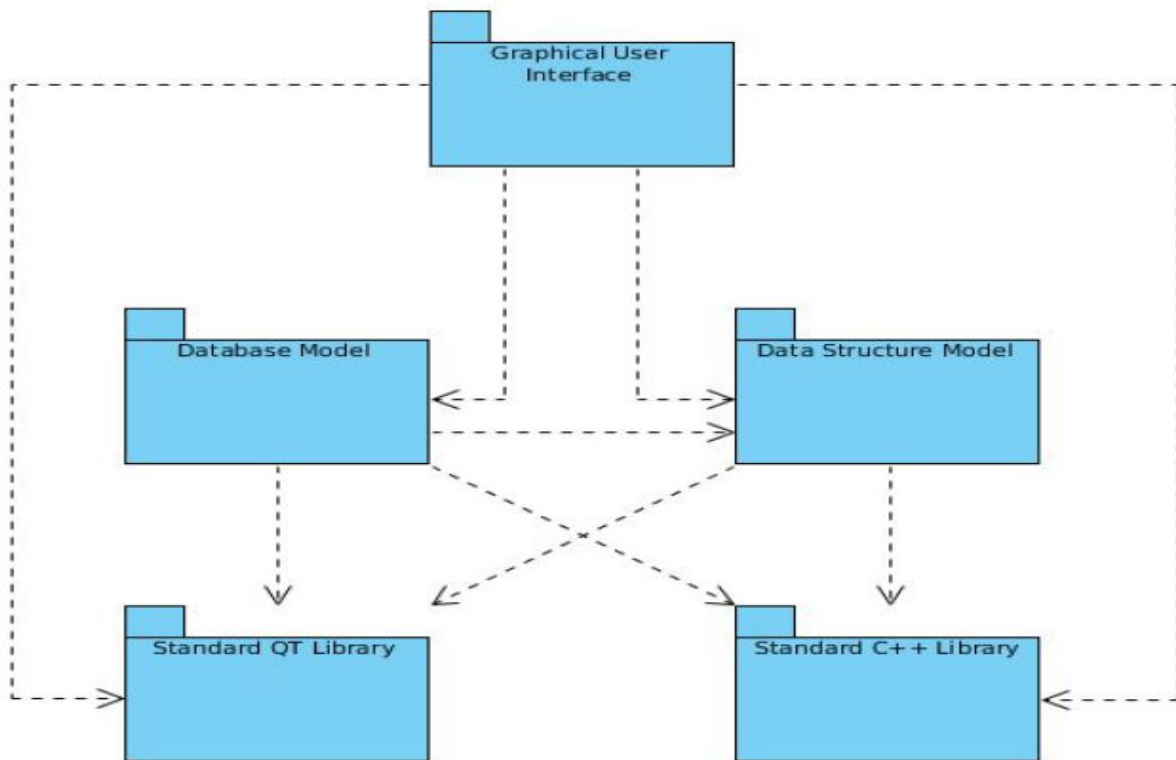 Graphical User
Interface
Database Model
Data Structure Model
Standard QT Library
Standard C++ Library